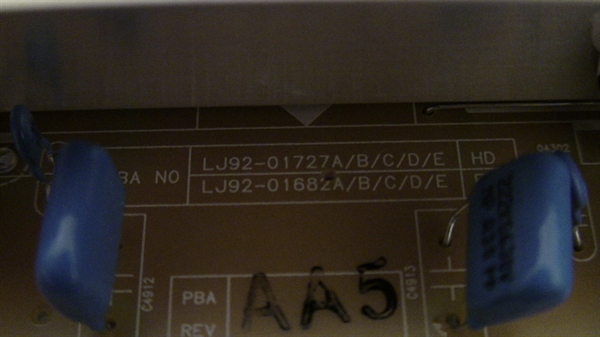 LJ92-01727A/B/C/D/E HD
BA NO
LJ92-01682A/B/C/D/E
C4912
C4913
PBA
REV
AA5